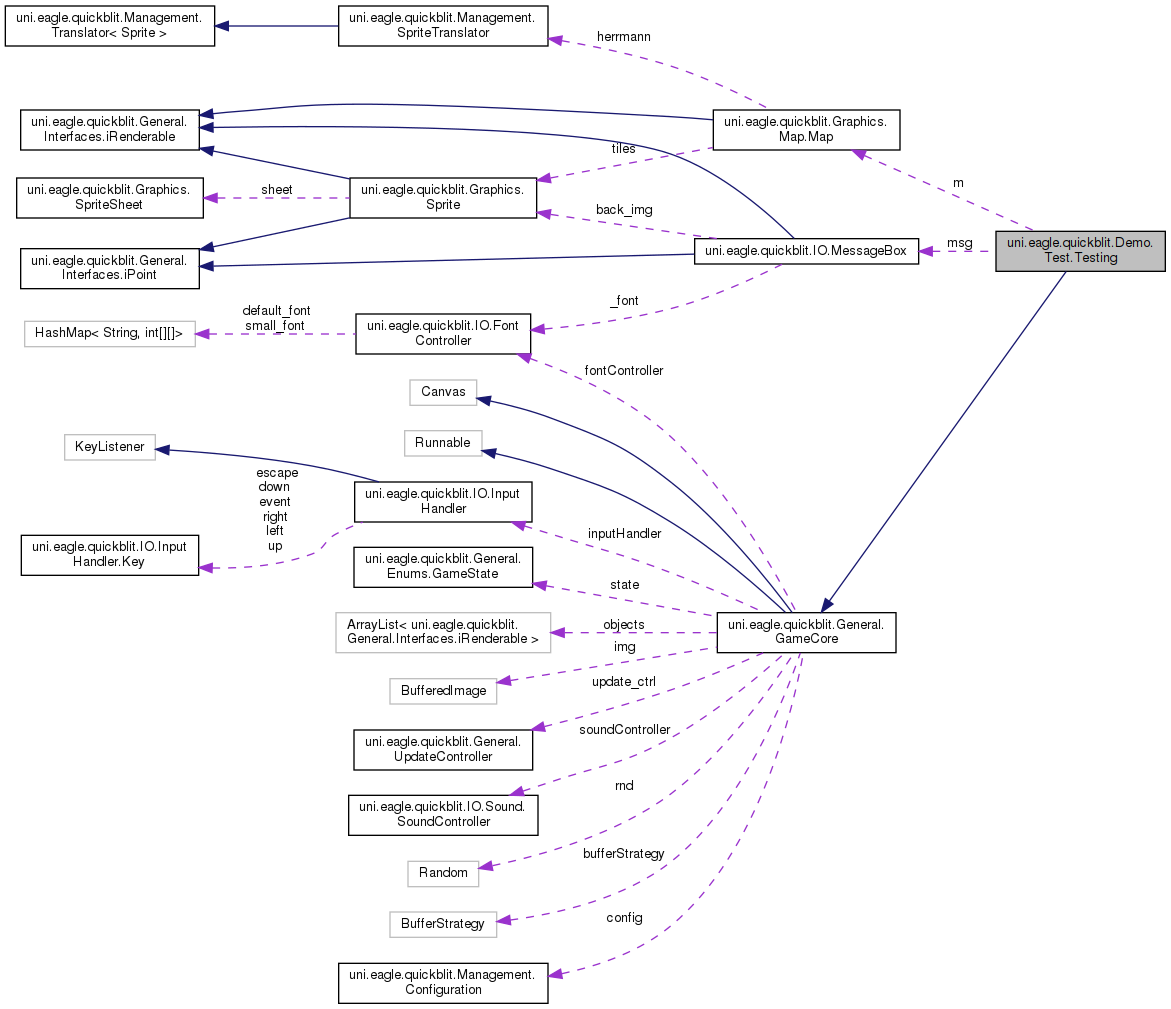 uni.eagle.quickblit.Management.
Translator< Sprite >
uni.eagle.quickblit.Management.
SpriteTranslator
herrmann
uni.eagle.quickblit.General.
Interfaces.iRenderable
uni.eagle.quickblit.Graphics.
Map.Map
tiles
uni.eagle.quickblit.Graphics.
SpriteSheet
sheet
uni.eagle.quickblit.Graphics.
Sprite
m
back_img
uni.eagle.quickblit.General.
Interfaces.iPoint
uni.eagle.quickblit.IO.MessageBox
msg
uni.eagle.quickblit.Demo.
Test.Testing
_font
HashMap< String, int[][]>
default_font
small_font
uni.eagle.quickblit.IO.Font
Controller
fontController
Canvas
Runnable
KeyListener
escape
down
event
right
left
up
uni.eagle.quickblit.IO.Input
Handler
uni.eagle.quickblit.IO.Input
Handler.Key
inputHandler
uni.eagle.quickblit.General.
Enums.GameState
state
ArrayList< uni.eagle.quickblit.
General.Interfaces.iRenderable >
objects
uni.eagle.quickblit.General.
GameCore
img
BufferedImage
update_ctrl
uni.eagle.quickblit.General.
UpdateController
soundController
uni.eagle.quickblit.IO.Sound.
SoundController
rnd
Random
bufferStrategy
BufferStrategy
config
uni.eagle.quickblit.Management.
Configuration